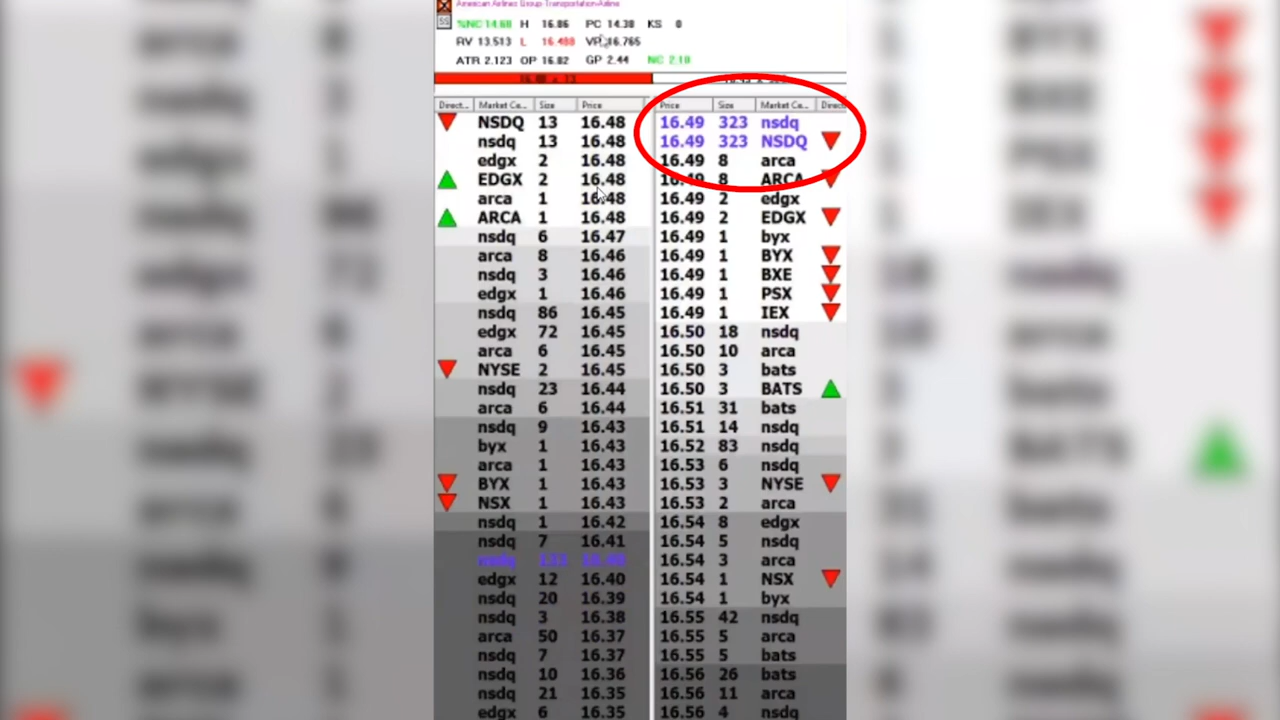 American Airlines Group-Transportation-Airline
SS %NC 14.68 H 16.86 PC 14.38 KS 0
RV 13.513 L 16.488 VP 16.765
ATR 2.123 OP 16.82 GP 2.44 NC 2.10
Direct... Market Ce... Size Price Price Size Market Ce... Direct
NSDQ 13 16.48 16.49 323 nsdq
nsdq 13 16.48 16.49 323 NSDQ
edgx 2 16.48 16.49 8 arca
EDGX 2 16.48 16.49 8 ARCA
arca 1 16.48 16.49 2 edgx
ARCA 1 16.48 16.49 2 EDGX
nsdq 6 16.47 16.49 1 byx
arca 8 16.46 16.49 1 BYX
nsdq 3 16.46 16.49 1 BXE
edgx 1 16.46 16.49 1 PSX
nsdq 86 16.45 16.49 1 IEX
edgx 72 16.45 16.50 18 nsdq
arca 6 16.45 16.50 10 arca
NYSE 2 16.45 16.50 3 bats
nsdq 23 16.44 16.50 3 BATS
arca 6 16.44 16.51 31 bats
nsdq 9 16.43 16.51 14 nsdq
byx 1 16.43 16.52 83 nsdq
arca 1 16.43 16.53 6 nsdq
BYX 1 16.43 16.53 3 NYSE
NSX 1 16.43 16.53 2 arca
nsdq 1 16.42 16.54 8 edgx
nsdq 7 16.41 16.54 5 nsdq
nsdq 16.54 3 arca
edgx 12 16.40 16.54 1 NSX
nsdq 20 16.39 16.54 1 byx
nsdq 3 16.38 16.55 42 nsdq
arca 50 16.37 16.55 5 arca
nsdq 7 16.37 16.55 5 bats
nsdq 10 16.36 16.56 26 bats
nsdq 21 16.35 16.56 11 arca
edgx 6 16.35 16.56 4 nsdq